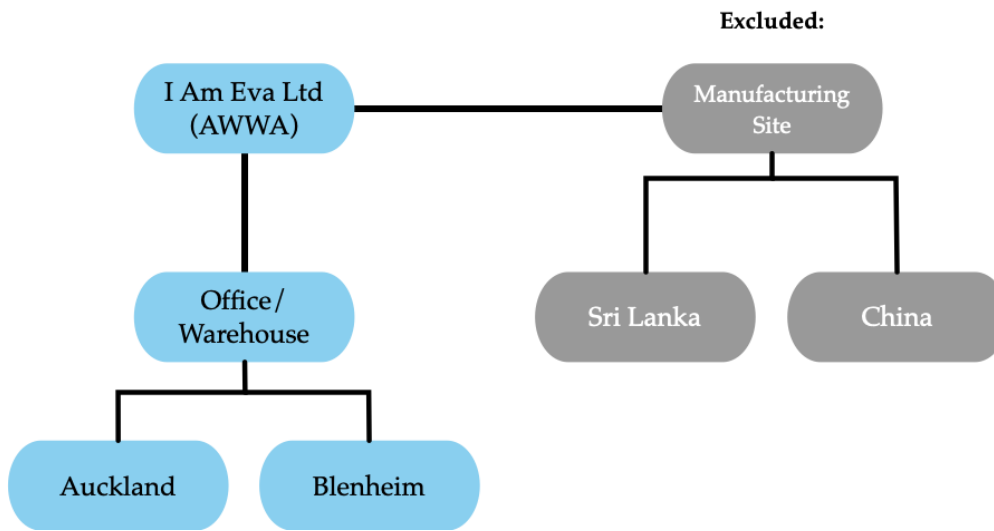 Excluded:
I Am Eva Ltd
(AWWA)
Manufacturing
Site
Office/
Warehouse
Sri Lanka
China
Auckland
Blenheim